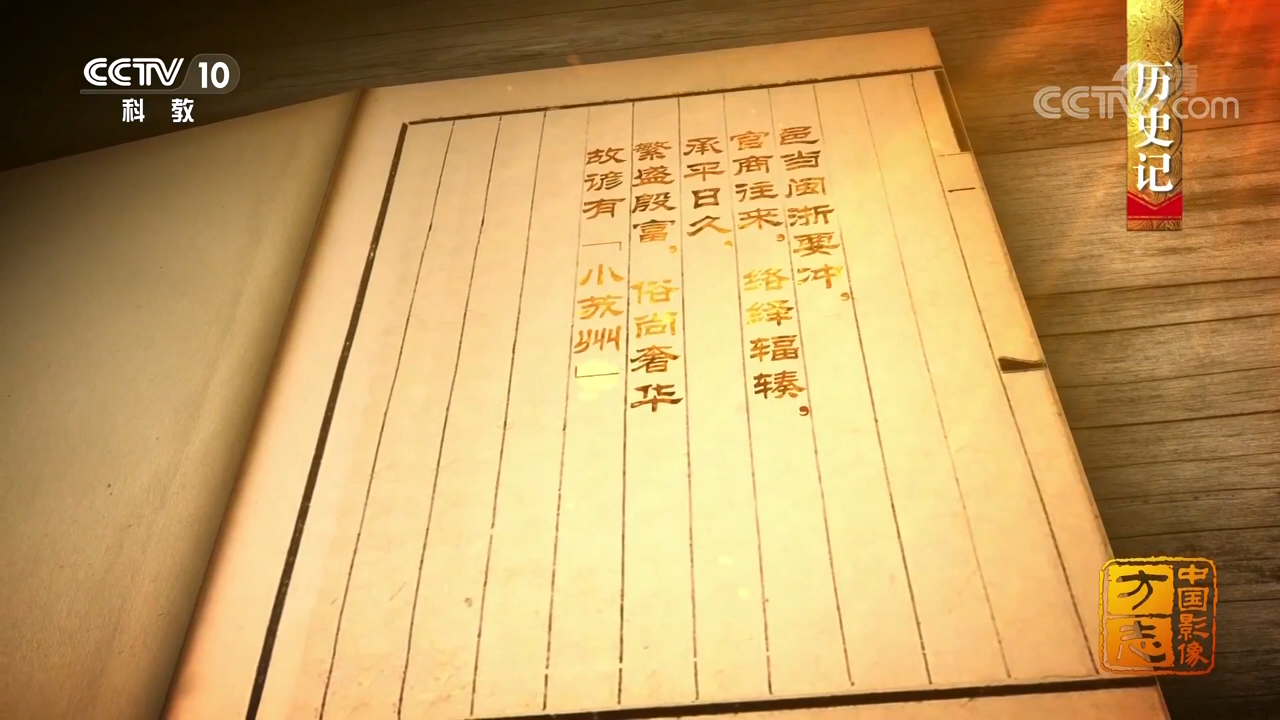 CCTV 10
科教
CCTV.com
历史记
邑当闽浙要冲，
官商往来，络绎辐辏，
承平日久，
繁盛殷富，俗尚奢华
故谚有「小苏州」
一
中国影像
方志